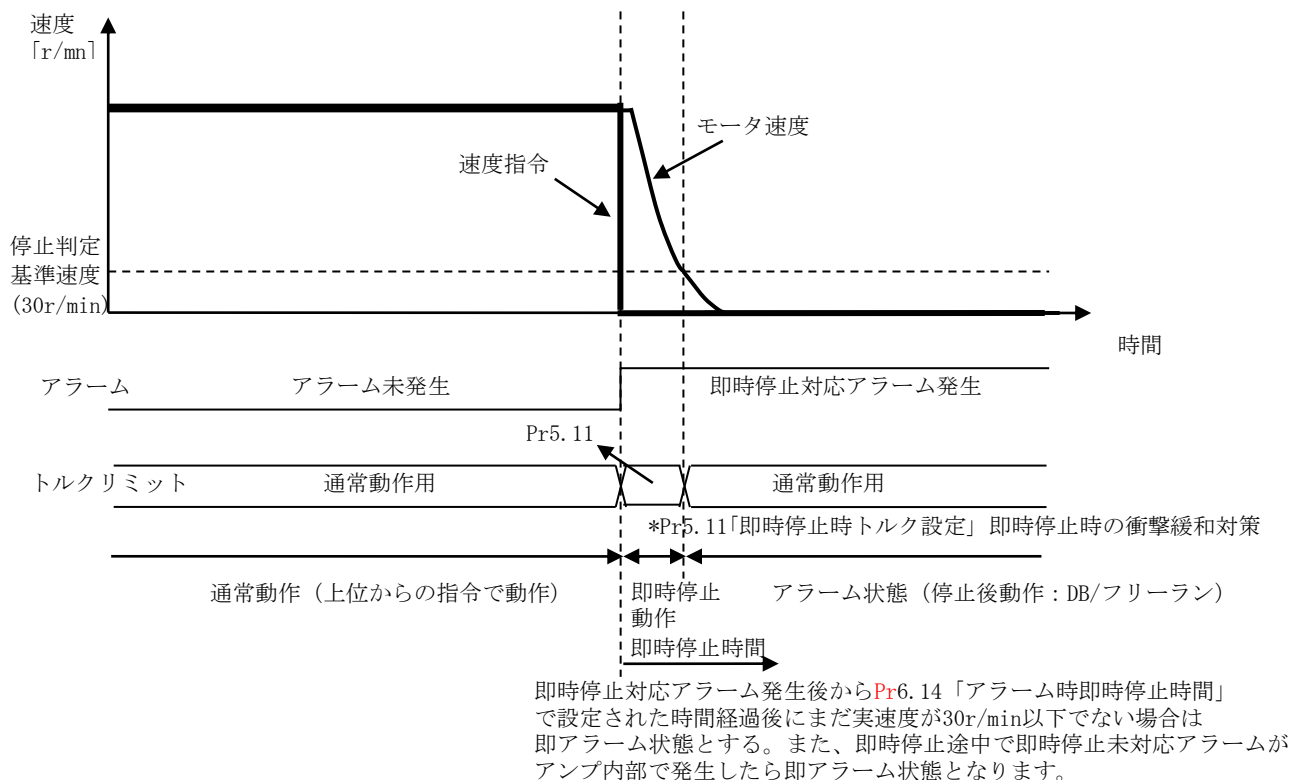 速度
[r/mn]
モータ速度
速度指令
停止判定
基準速度
(30r/min)
時間
アラーム
アラーム未発生
即時停止対応アラーム発生
Pr5.11
トルクリミット
通常動作用
通常動作用
*Pr5.11「即時停止時トルク設定」即時停止時の衝撃緩和対策
通常動作（上位からの指令で動作）
即時停止
動作
アラーム状態（停止後動作：DB/フリーラン）
即時停止時間
即時停止対応アラーム発生後からPr6.14「アラーム時即時停止時間」
で設定された時間経過後にまだ実速度が30r/min以下でない場合は
即アラーム状態とする。また、即時停止途中で即時停止未対応アラームが
アンプ内部で発生したら即アラーム状態となります。